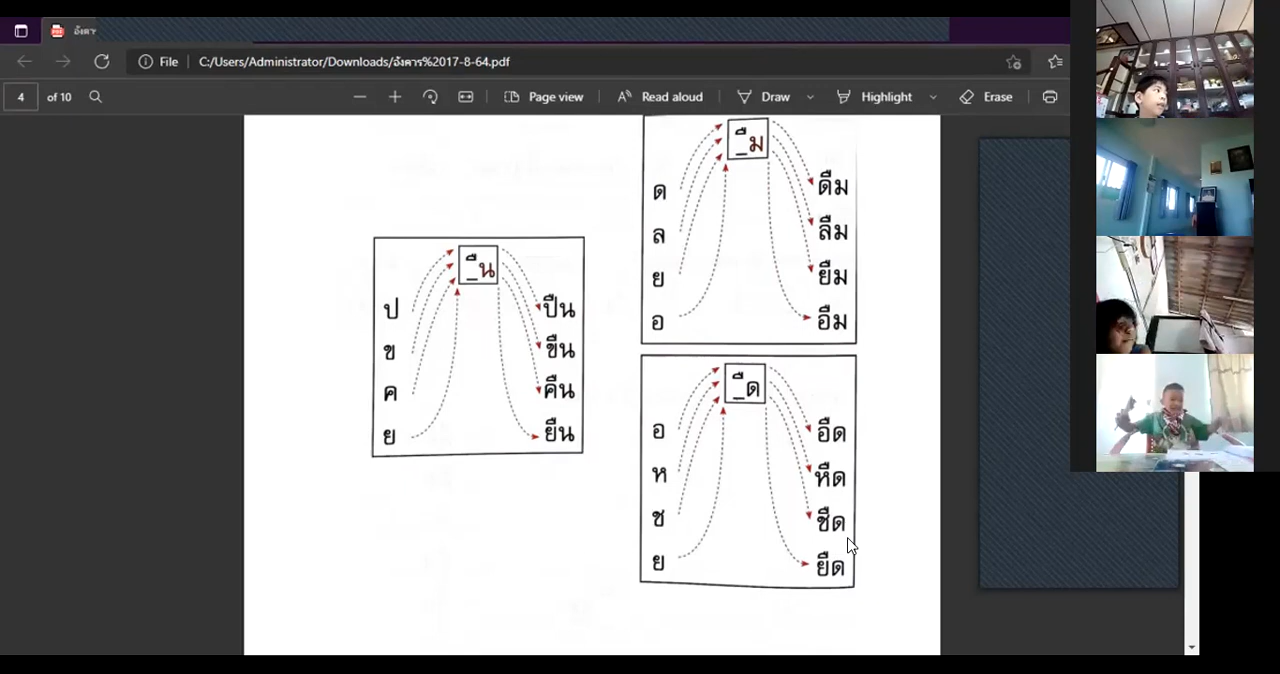 อังคาร
File
C:/Users/Administrator/Downloads/อังคาร%2017-8-64.pdf
4 of 10
Page view
Read aloud
Draw
Highlight
Erase
_ืน
ป ปืน
ข ขืน
ค คืน
ย ยืน
_ืม
ด ดืม
ล ลืม
ย ยืม
อ อืม
_ืด
อ อืด
ห หืด
ช ชืด
ย ยืด